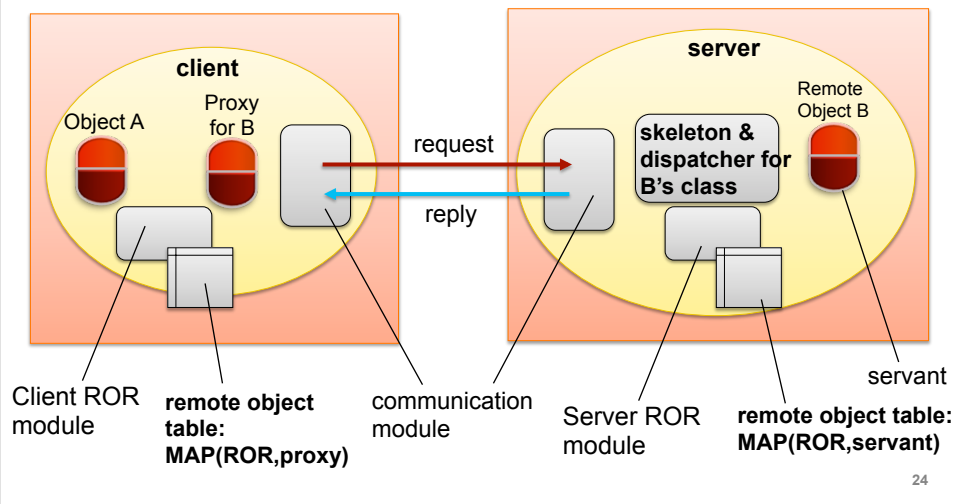 client
Object A
Proxy
for B
request
reply
server
skeleton &
dispatcher for
B's class
Remote
Object B
Client ROR
module
remote object
table:
MAP(ROR,proxy)
communication
module
Server ROR
module
servant
remote object table:
MAP(ROR,servant)
24